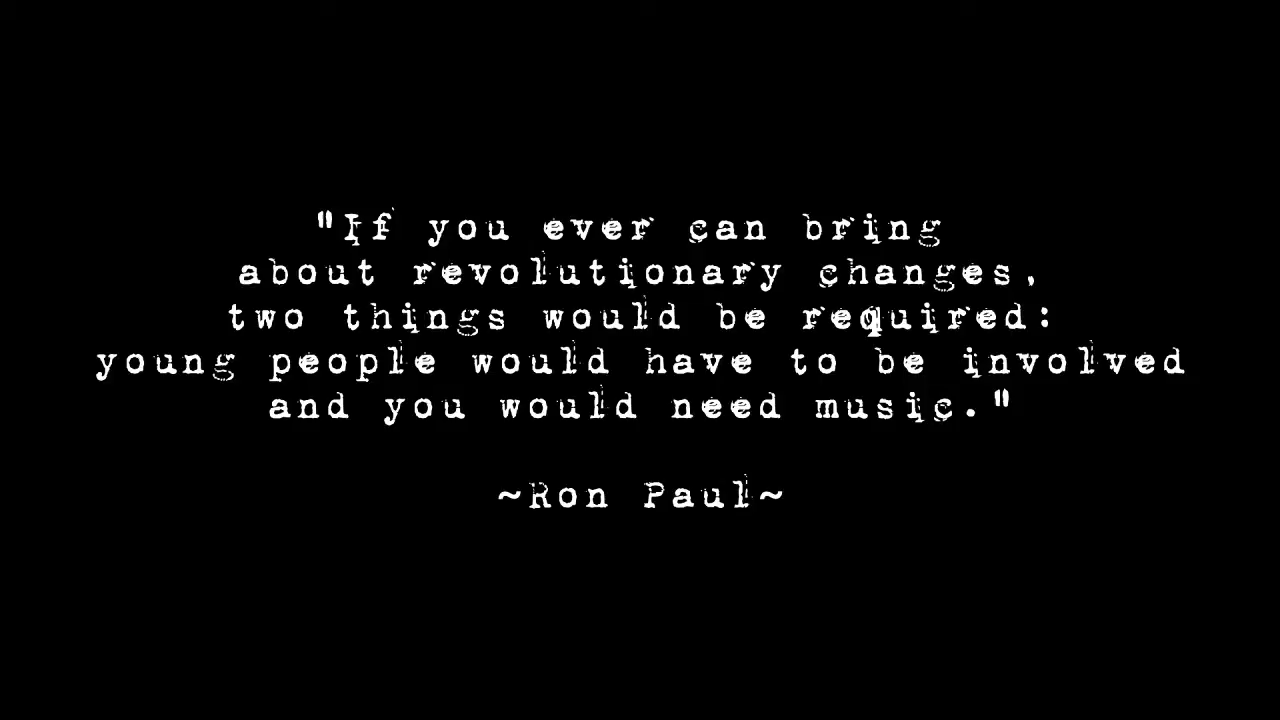 "If you ever can bring
about revolutionary changes,
two things would be required:
young people would have to be involved
and you would need music."
~Ron Paul~